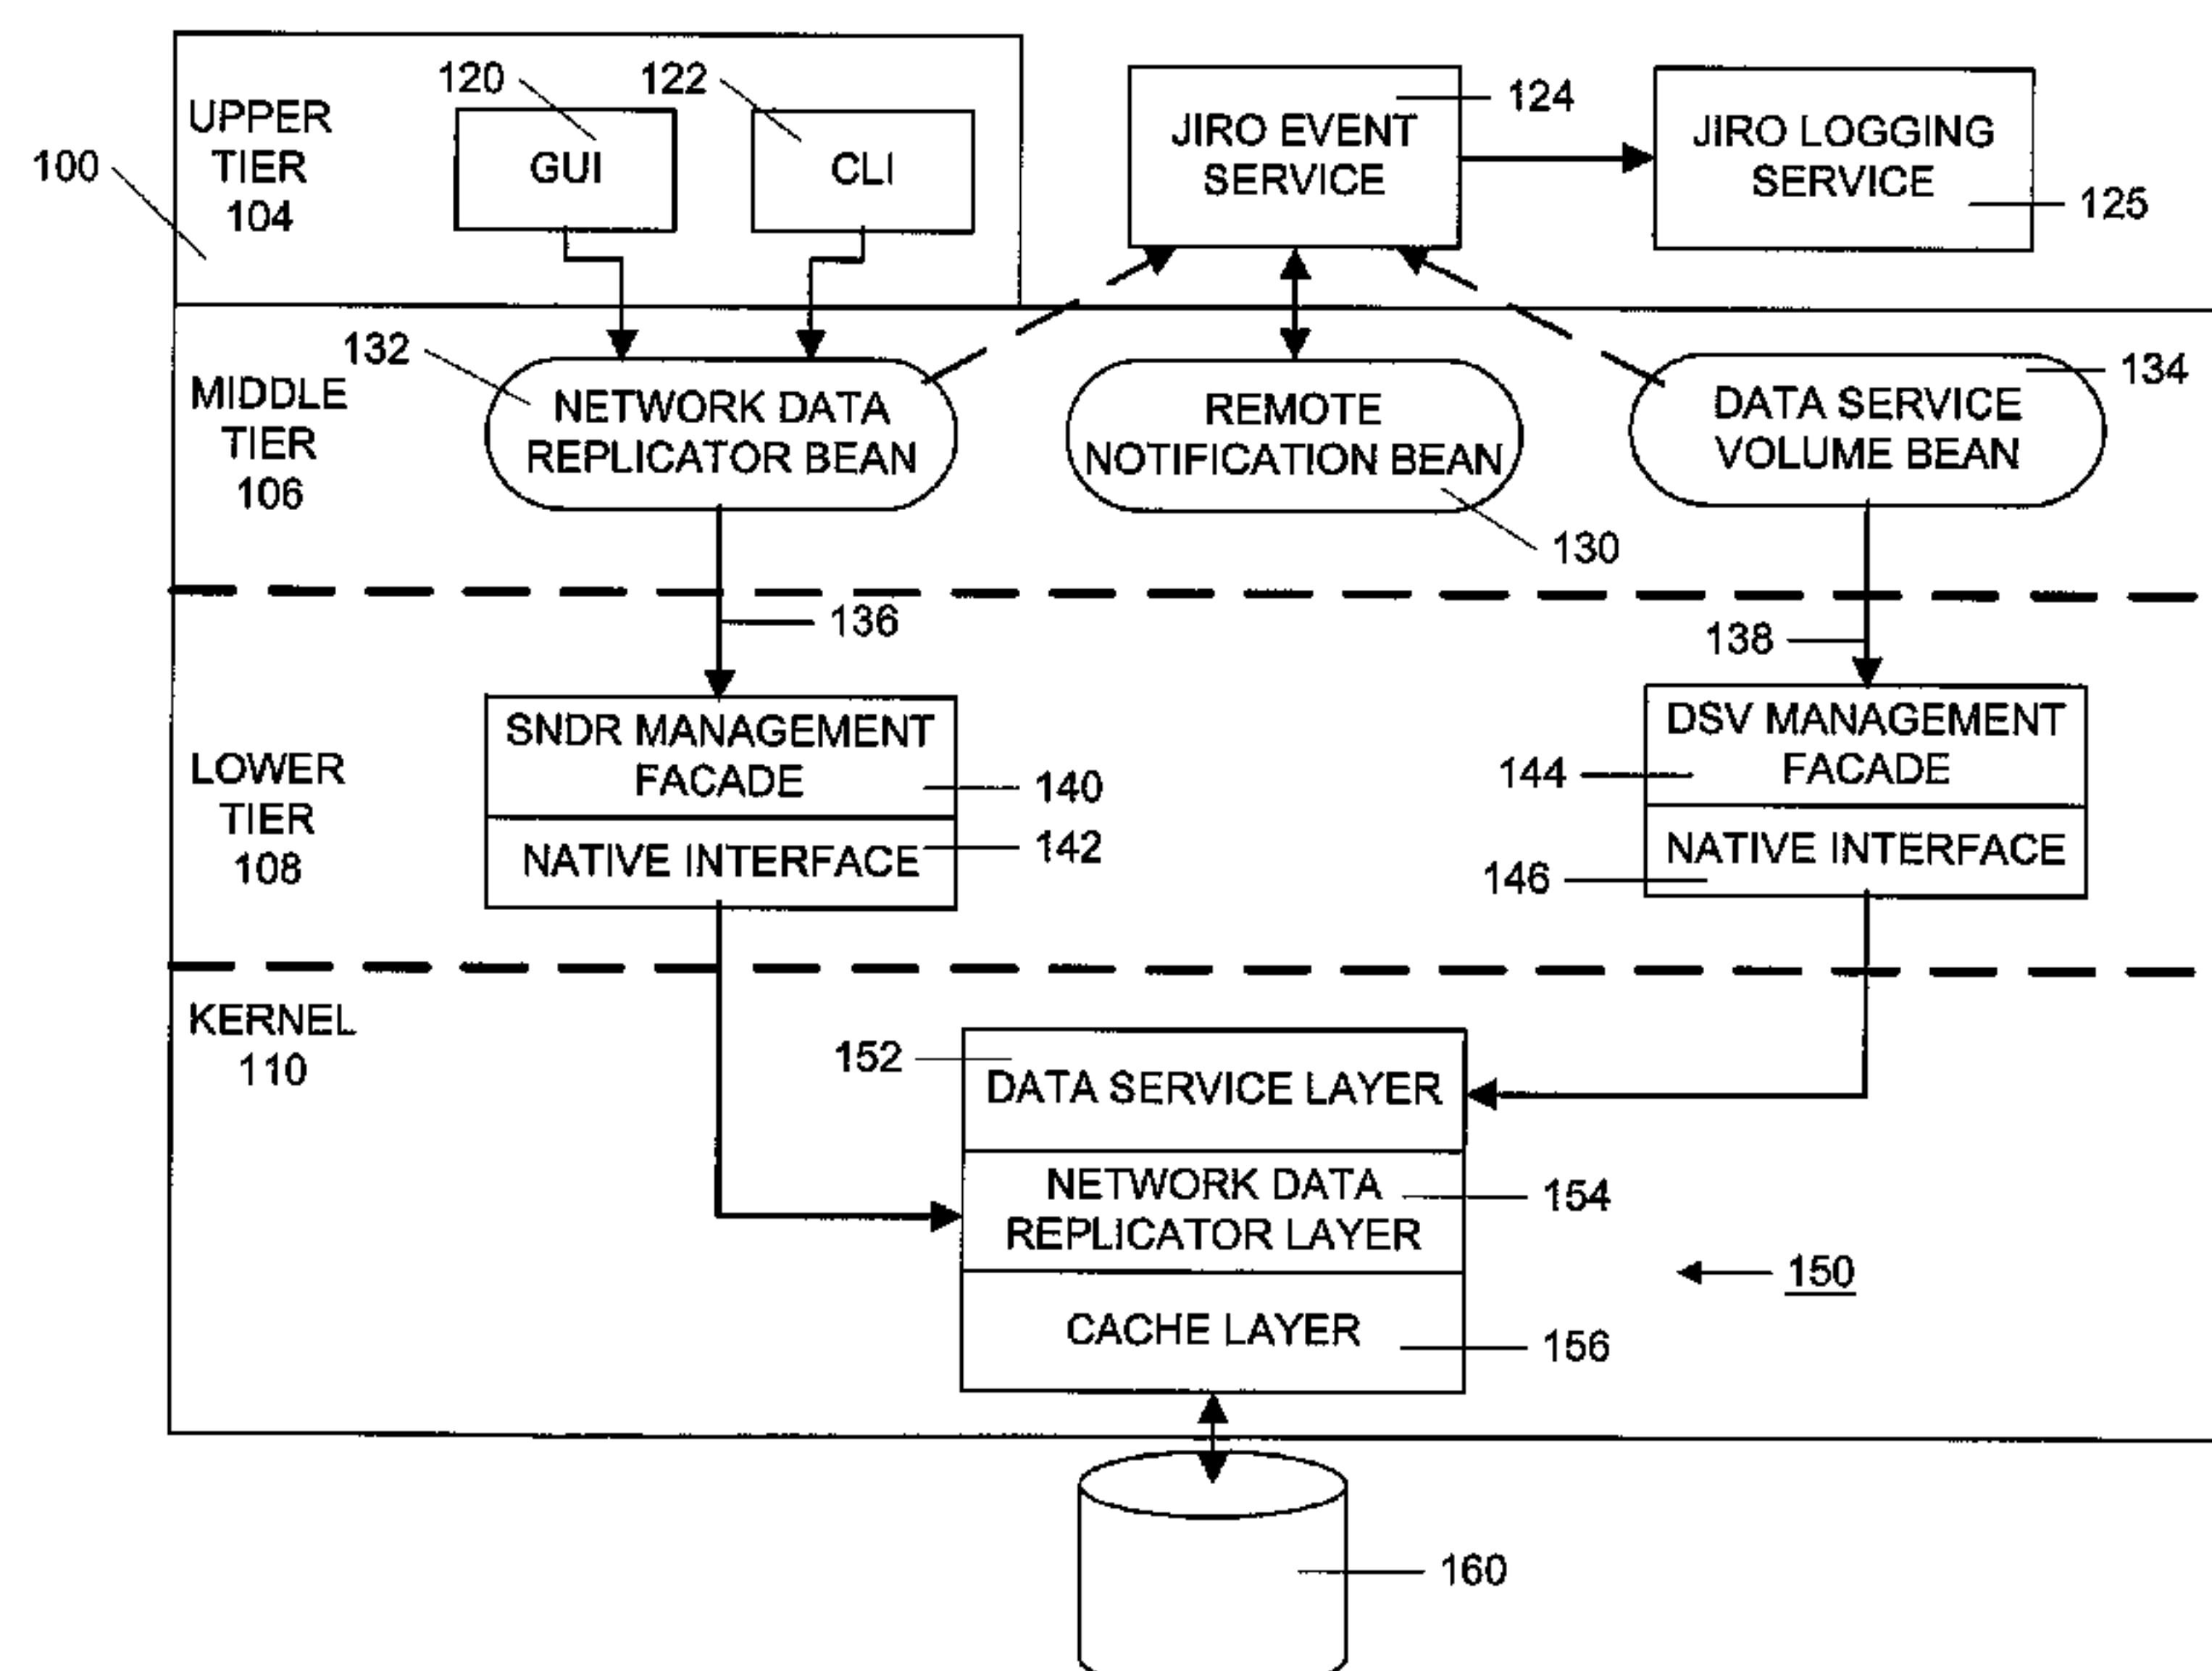 120
122
124
UPPER
TIER
104
100
GUI
CLI
JIRO EVENT
SERVICE
JIRO LOGGING
SERVICE
125
132
134
MIDDLE
TIER
106
NETWORK DATA
REPLICATOR BEAN
REMOTE
NOTIFICATION BEAN
DATA SERVICE
VOLUME BEAN
130
136
138
LOWER
TIER
108
SNDR MANAGEMENT
FACADE
140
NATIVE INTERFACE
142
DSV MANAGEMENT
FACADE
144
NATIVE INTERFACE
146
KERNEL
110
152
DATA SERVICE LAYER
NETWORK DATA
REPLICATOR LAYER
154
150
CACHE LAYER
156
160